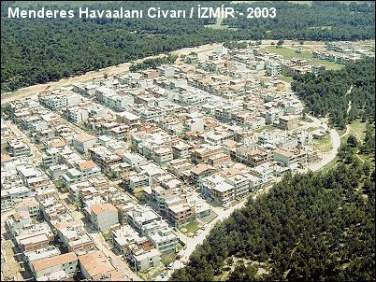 Menderes Havaalanı Civarı / İZMİR - 2003